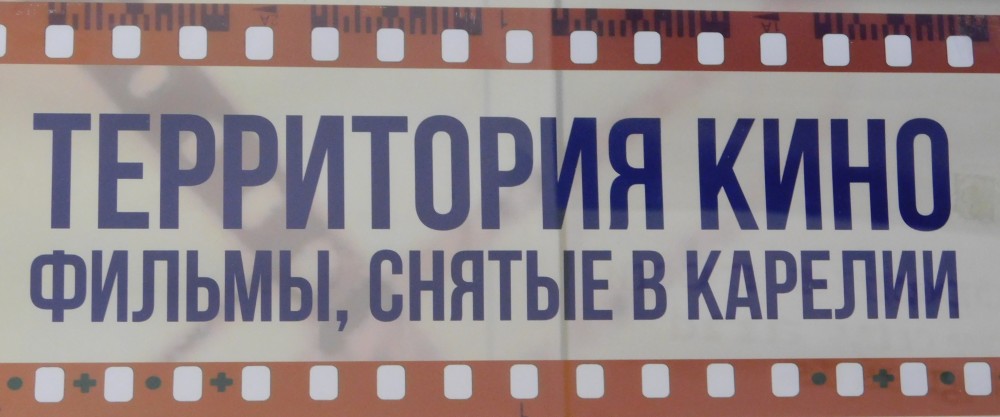 ТЕРРИТОРИЯ КИНО
ФИЛЬМЫ, СНЯТЫЕ В КАРЕЛИИ